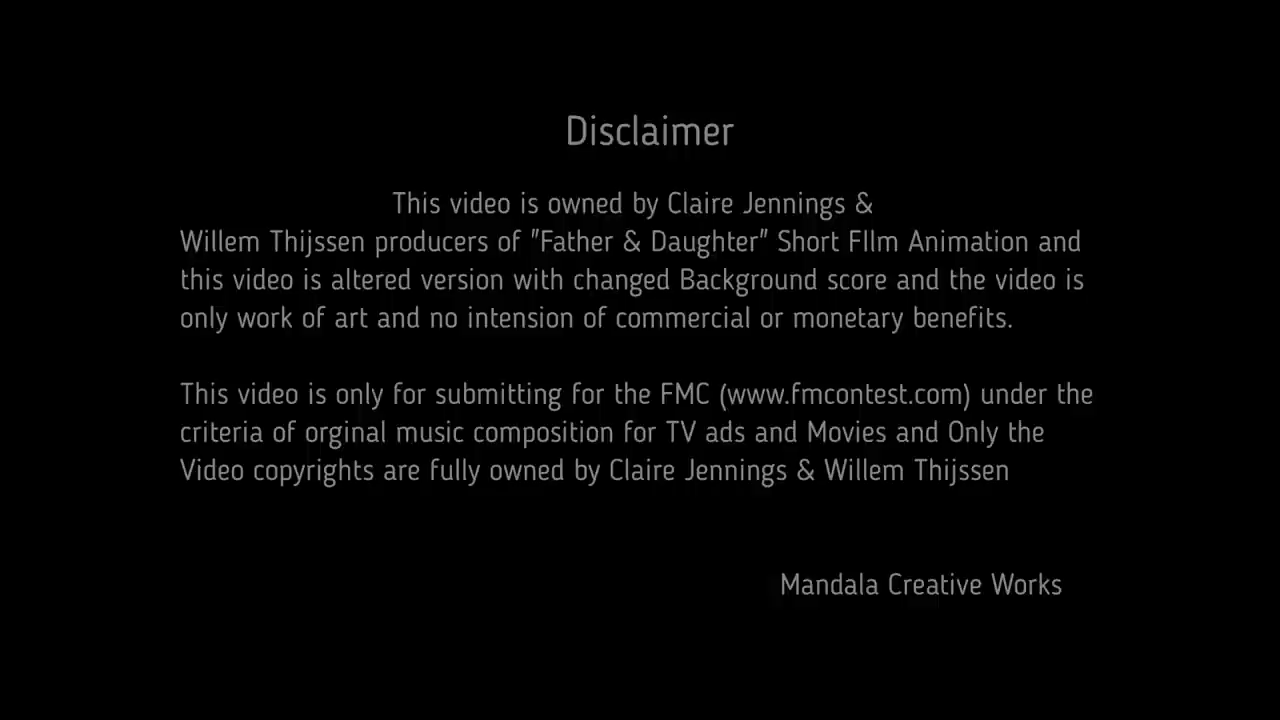 Disclaimer
This video is owned by Claire Jennings &
Willem Thijssen producers of "Father & Daughter" Short FIlm Animation and
this video is altered version with changed Background score and the video is
only work of art and no intension of commercial or monetary benefits.
This video is only for submitting for the FMC (www.fmcontest.com) under the
criteria of orginal music composition for TV ads and Movies and Only the
Video copyrights are fully owned by Claire Jennings & Willem Thijssen
Mandala Creative Works